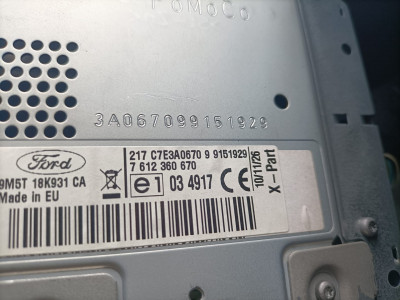 FoMoCo
3A067099151929
Ford
217 C7E3A0670 9 9151929
7 612 360 670
9M5T 18K931 CA
Made in EU
e1 03 4917
10/11/26
X - Part